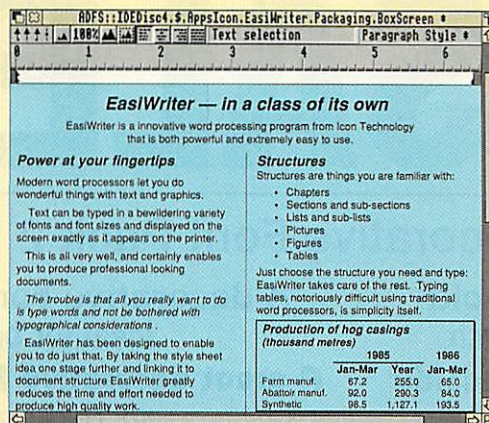 ADFS::IDEDisc4.$.AppsIcon.EasiWriter.Packaging.BoxScreen *
100% Text selection Paragraph Style
0 1 2 3 4 5 6
EasiWriter — in a class of its own
EasiWriter is a innovative word processing program from Icon Technology
that is both powerful and extremely easy to use.
Power at your fingertips
Modern word processors let you do
wonderful things with text and graphics.
Text can be typed in a bewildering variety
of fonts and font sizes and displayed on the
screen exactly as it appears on the printer.
This is all very well, and certainly enables
you to produce professional looking
documents.
The trouble is that all you really want to do
is type words and not be bothered with
typographical considerations .
EasiWriter has been designed to enable
you to do just that. By taking the style sheet
idea one stage further and linking it to
document structure EasiWriter greatly
reduces the time and effort needed to
produce high quality work.
Structures
Structures are things you are familiar with:
• Chapters
• Sections and sub-sections
• Lists and sub-lists
• Pictures
• Figures
• Tables
Just choose the structure you need and type:
EasiWriter takes care of the rest. Typing
tables, notoriously difficult using traditional
word processors, is simplicity itself.
Production of hog casings
(thousand metres)
1985 1986
Jan-Mar Year Jan-Mar
Farm manuf. 67.2 255.0 65.0
Abattoir manuf. 92.0 290.3 84.0
Synthetic 98.5 1,127.1 193.5